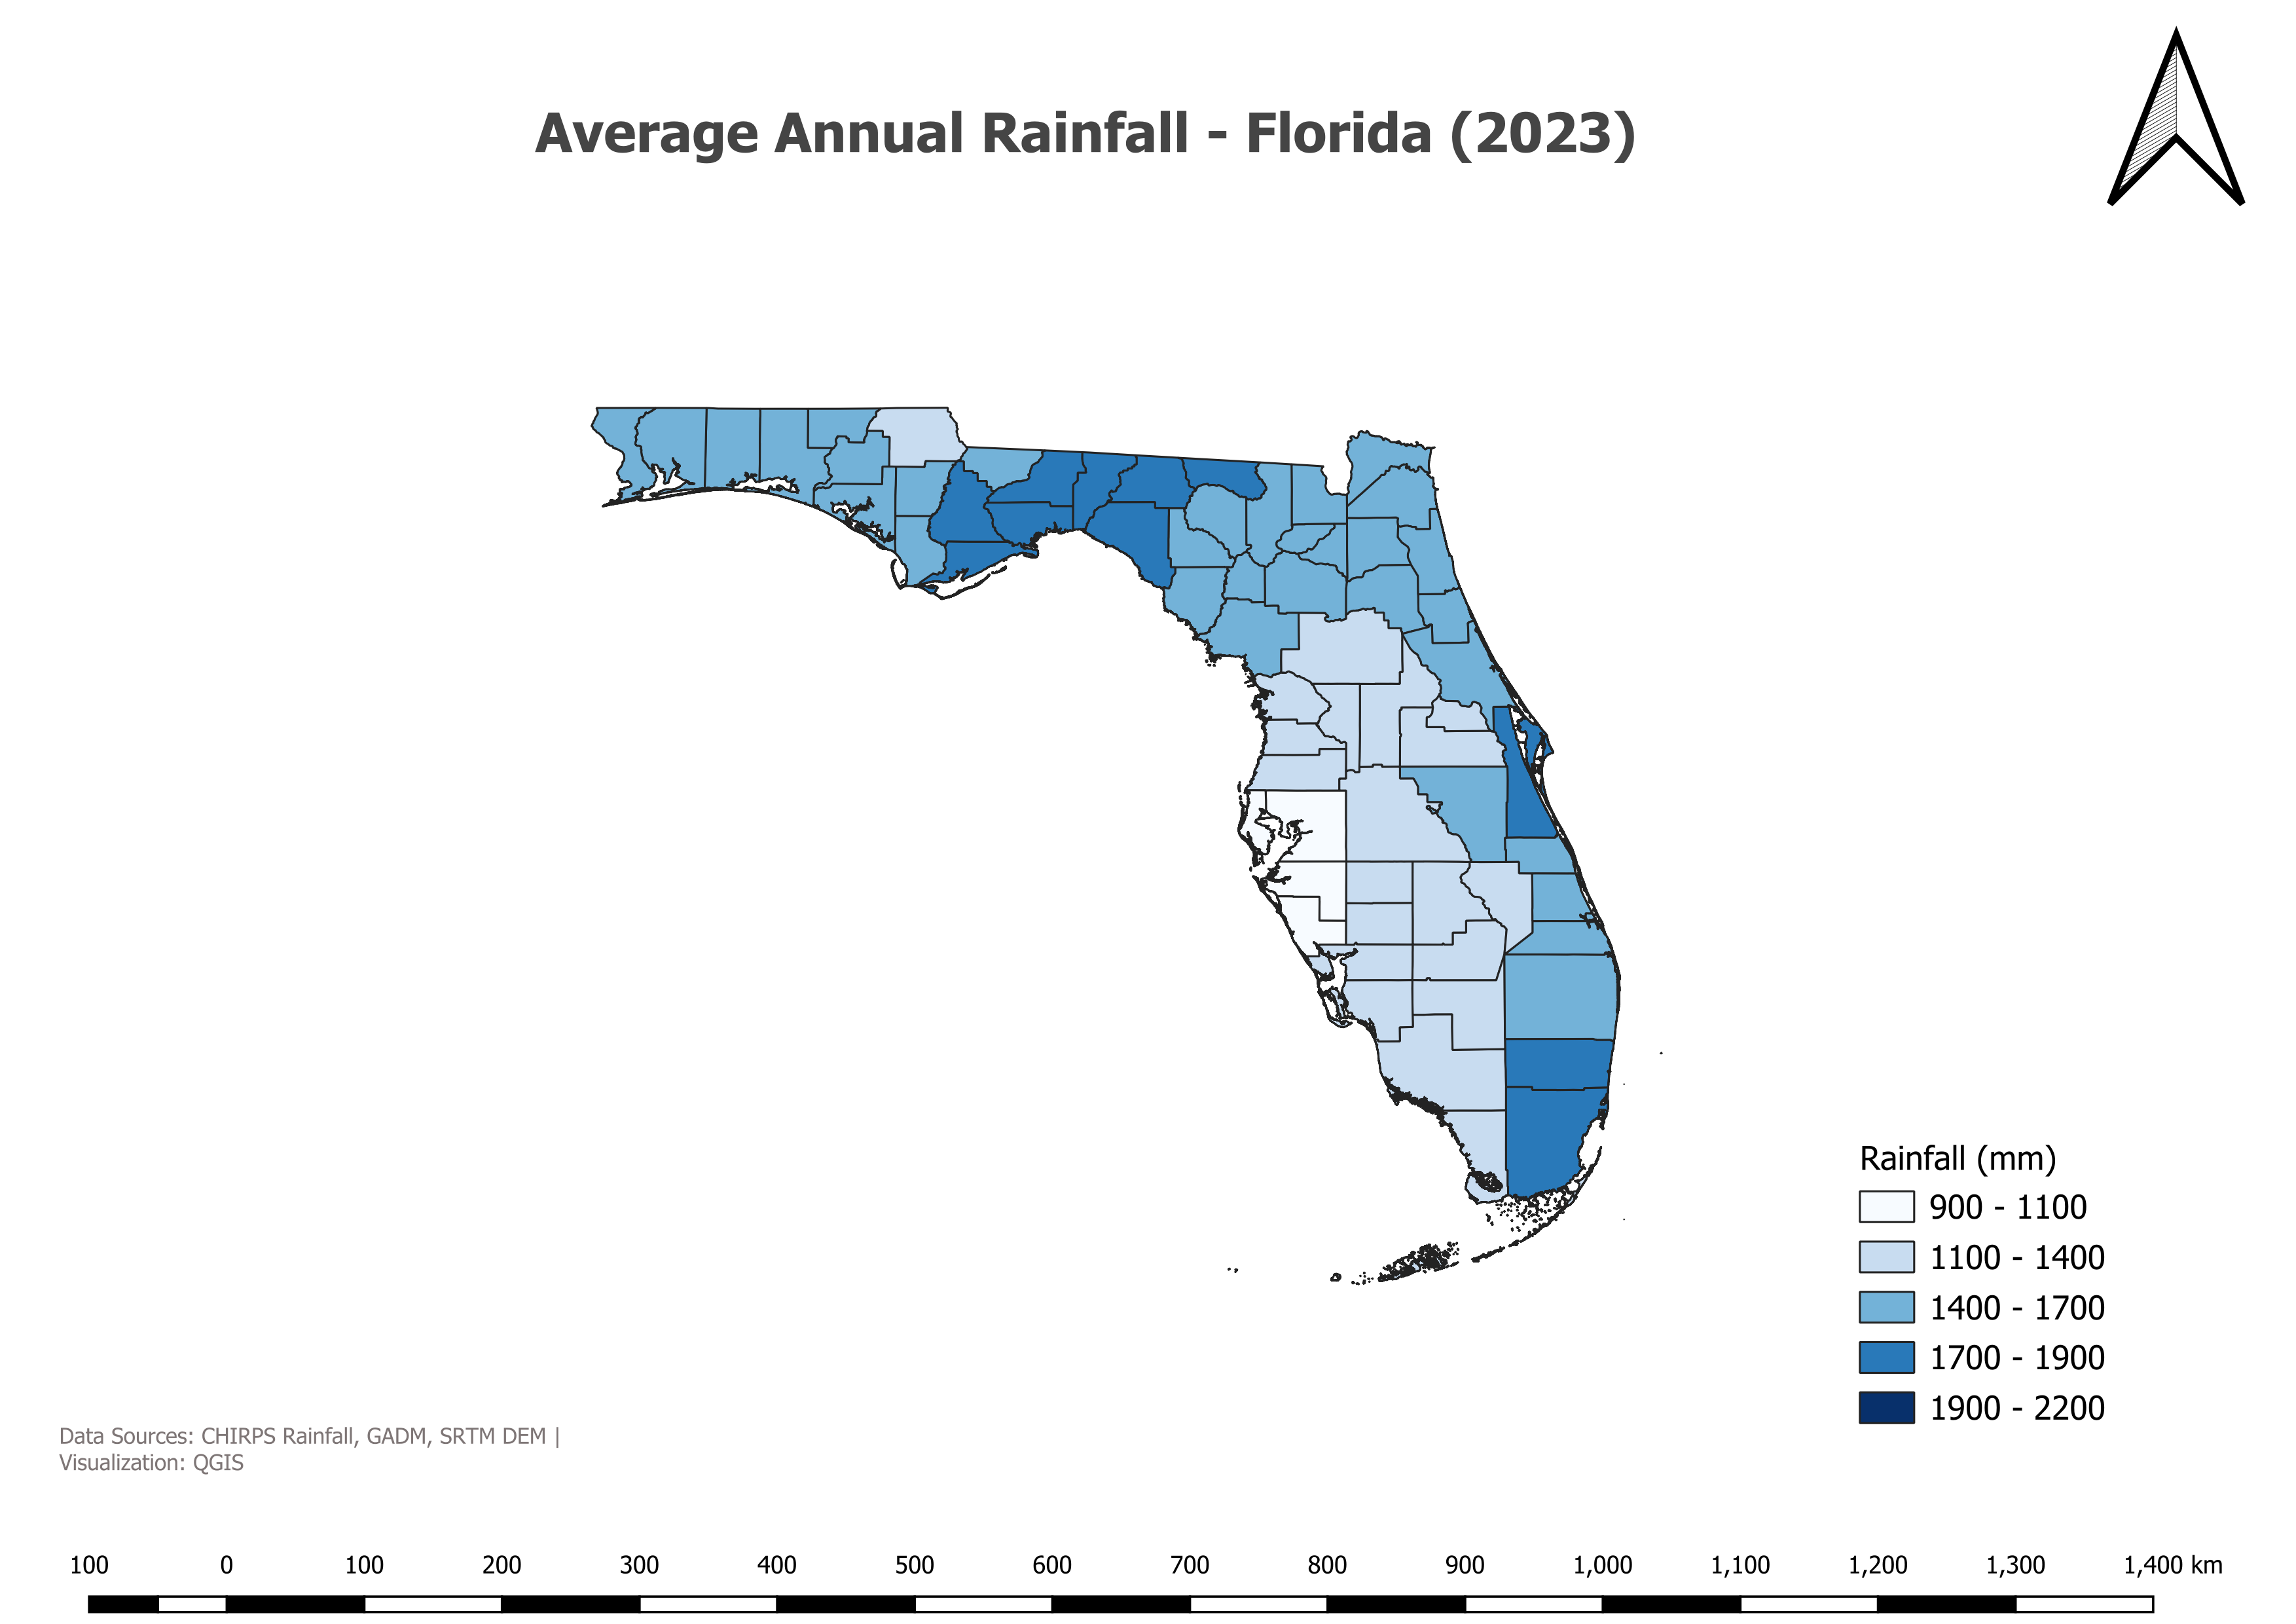 Average Annual Rainfall - Florida (2023)
Rainfall (mm)
900 - 1100
1100 - 1400
1400 - 1700
1700 - 1900
1900 - 2200
Data Sources: CHIRPS Rainfall, GADM, SRTM DEM |
Visualization: QGIS
100 0 100 200 300 400 500 600 700 800 900 1,000 1,100 1,200 1,300 1,400 km